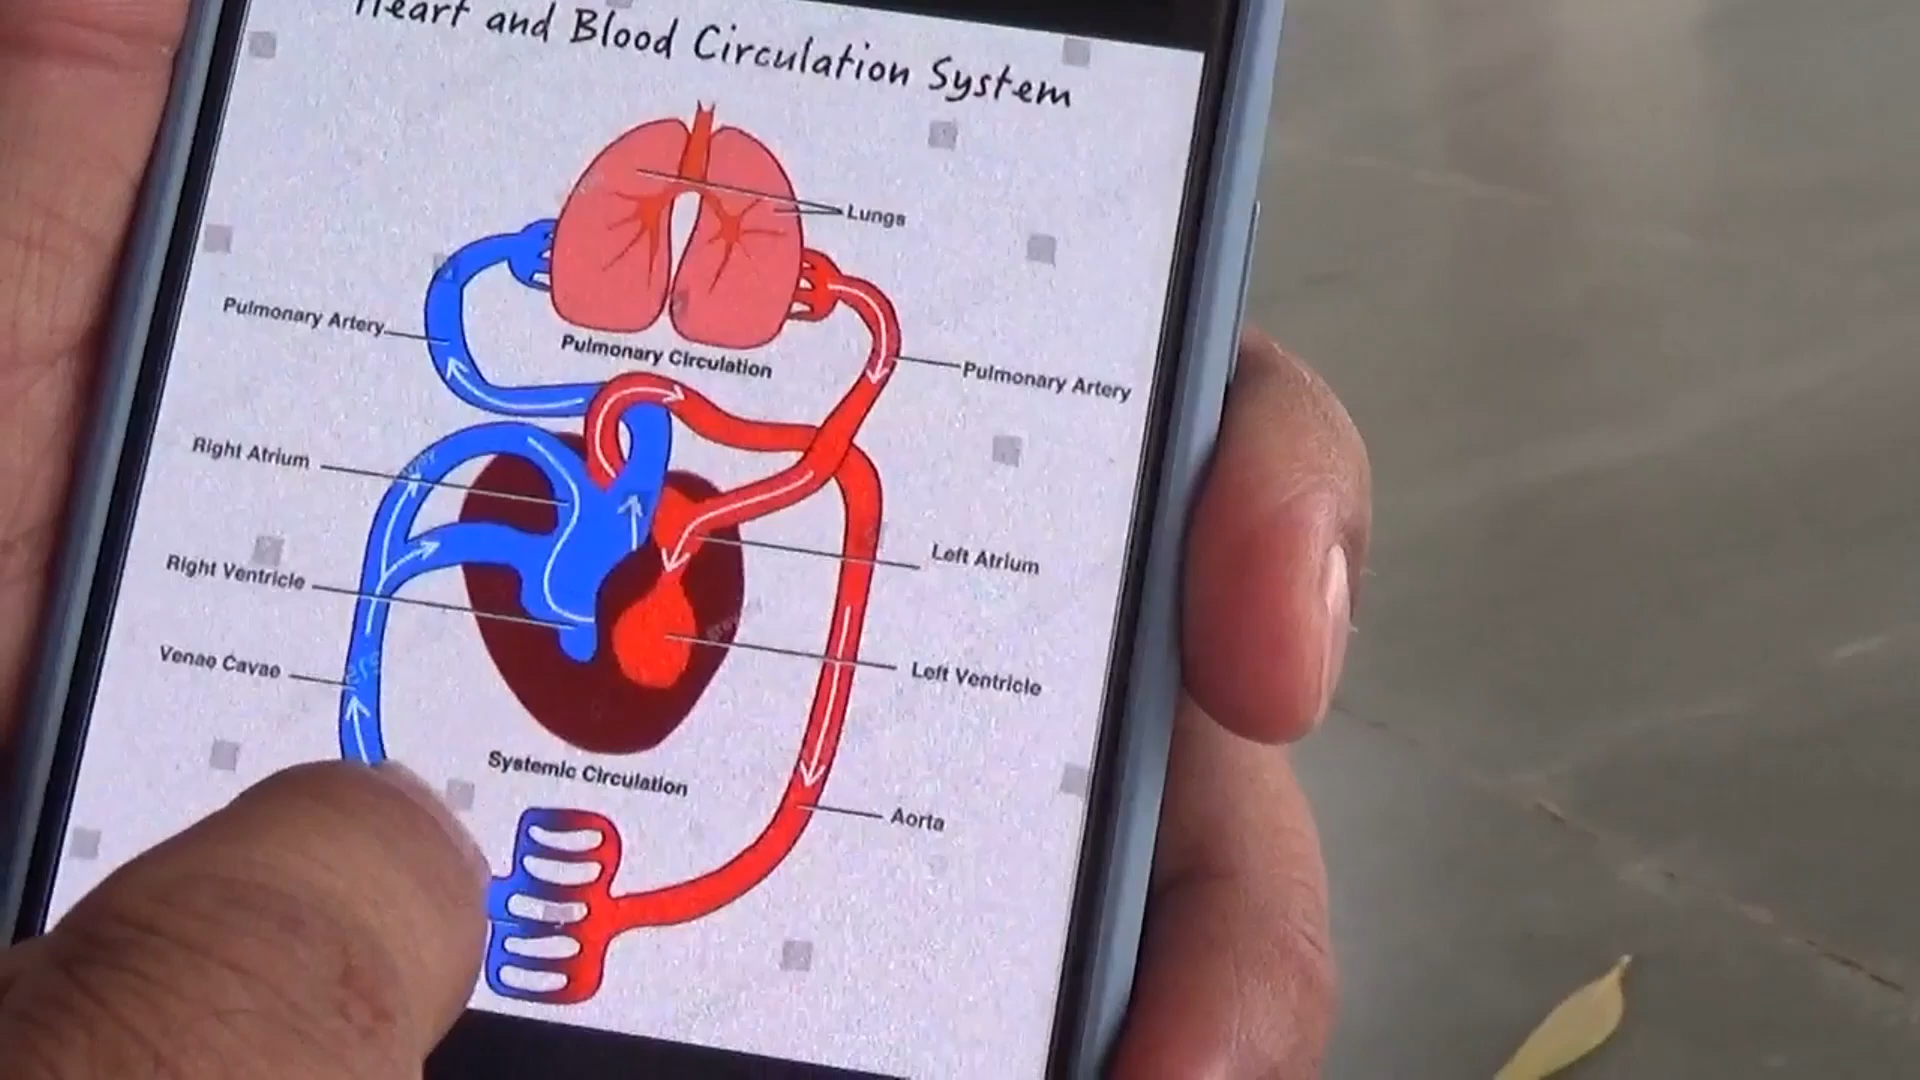 Heart and Blood Circulation System
Lungs
Pulmonary Artery
Pulmonary Circulation
Pulmonary Artery
Right Atrium
Left Atrium
Right Ventricle
Venae Cavae
Left Ventricle
Systemic Circulation
Aorta